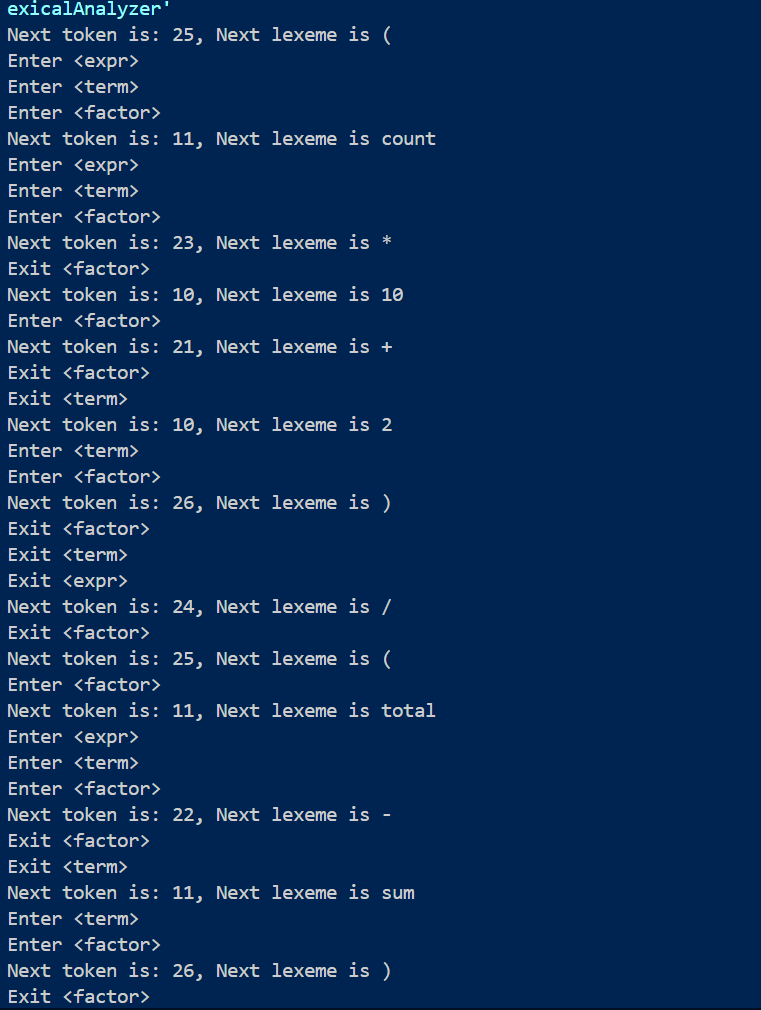 exicalAnalyzer'
Next token is: 25, Next lexeme is (
Enter <expr>
Enter <term>
Enter <factor>
Next token is: 11, Next lexeme is count
Enter <expr>
Enter <term>
Enter <factor>
Next token is: 23, Next lexeme is *
Exit <factor>
Next token is: 10, Next lexeme is 10
Enter <factor>
Next token is: 21, Next lexeme is +
Exit <factor>
Exit <term>
Next token is: 10, Next lexeme is 2
Enter <term>
Enter <factor>
Next token is: 26, Next lexeme is )
Exit <factor>
Exit <term>
Exit <expr>
Next token is: 24, Next lexeme is /
Exit <factor>
Next token is: 25, Next lexeme is (
Enter <factor>
Next token is: 11, Next lexeme is total
Enter <expr>
Enter <term>
Enter <factor>
Next token is: 22, Next lexeme is -
Exit <factor>
Exit <term>
Next token is: 11, Next lexeme is sum
Enter <term>
Enter <factor>
Next token is: 26, Next lexeme is )
Exit <factor>